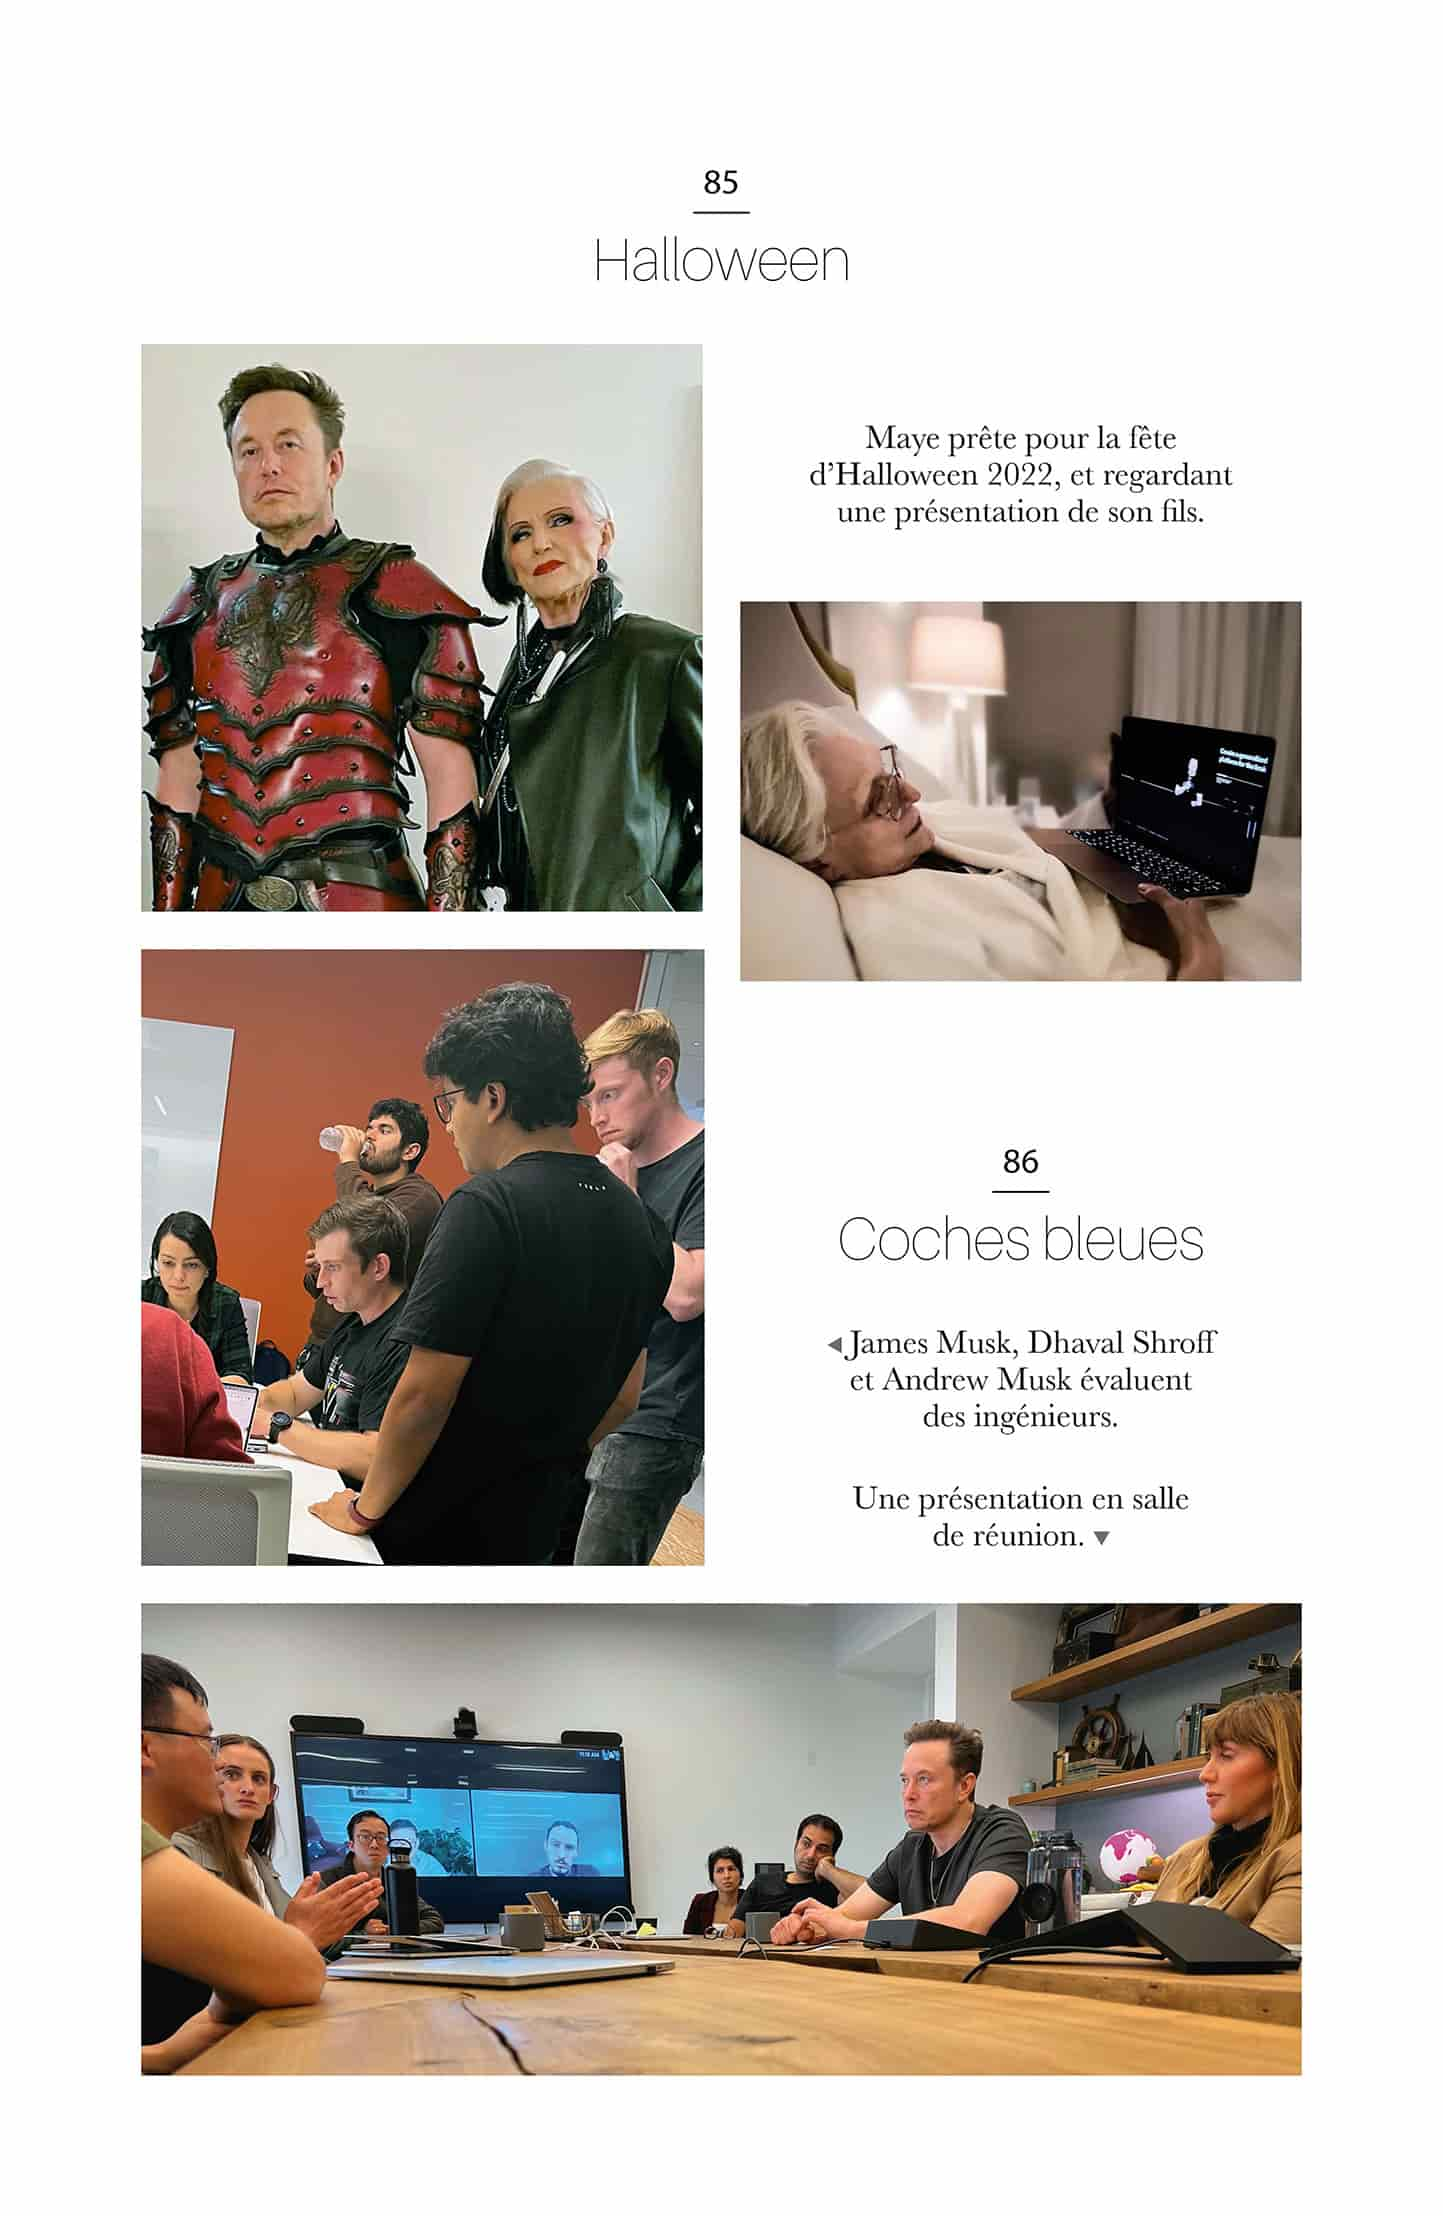 85
Halloween
Maye prête pour la fête
d’Halloween 2022, et regardant
une présentation de son fils.
86
Coches bleues
◀ James Musk, Dhaval Shroff
et Andrew Musk évaluent
des ingénieurs.
Une présentation en salle
de réunion. ▼
TESLA